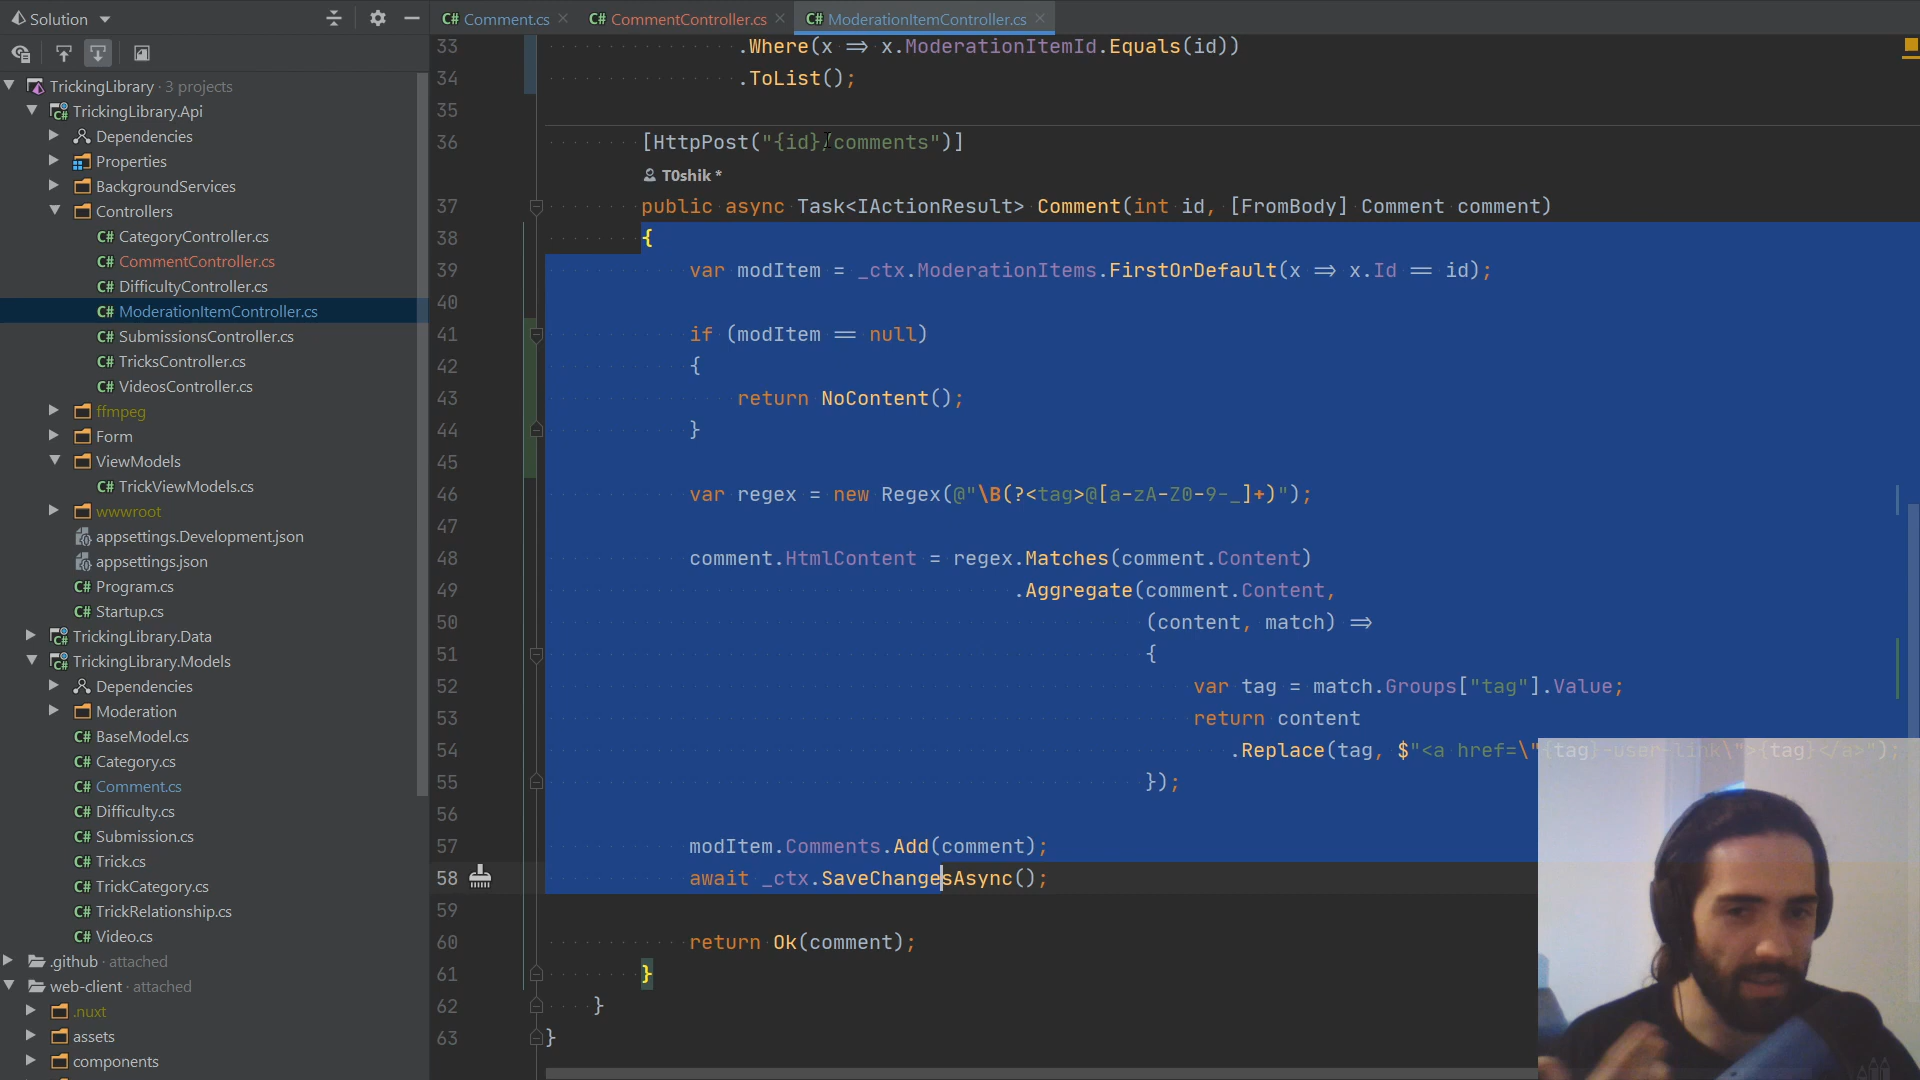 Solution
Comment.cs
CommentController.cs
ModerationItemController.cs
TrickingLibrary · 3 projects
TrickingLibrary.Api
Dependencies
Properties
BackgroundServices
Controllers
C# CategoryController.cs
C# CommentController.cs
C# DifficultyController.cs
C# ModerationItemController.cs
C# SubmissionsController.cs
C# TricksController.cs
C# VideosController.cs
ffmpeg
Form
ViewModels
C# TrickViewModels.cs
wwwroot
appsettings.Development.json
appsettings.json
C# Program.cs
C# Startup.cs
TrickingLibrary.Data
TrickingLibrary.Models
Dependencies
Moderation
C# BaseModel.cs
C# Category.cs
C# Comment.cs
C# Difficulty.cs
C# Submission.cs
C# Trick.cs
C# TrickCategory.cs
C# TrickRelationship.cs
C# Video.cs
.github · attached
web-client · attached
.nuxt
assets
components
33 .Where(x => x.ModerationItemId.Equals(id))
34 .ToList();
35
36 [HttpPost("{id}/comments")]
T0shik *
37 public async Task<IActionResult> Comment(int id, [FromBody] Comment comment)
38 {
39 var modItem = _ctx.ModerationItems.FirstOrDefault(x => x.Id == id);
40
41 if (modItem == null)
42 {
43 return NoContent();
44 }
45
46 var regex = new Regex(@"\B(?<tag>@[a-zA-Z0-9-_]+)");
47
48 comment.HtmlContent = regex.Matches(comment.Content)
49 .Aggregate(comment.Content,
50 (content, match) =>
51 {
52 var tag = match.Groups["tag"].Value;
53 return content
54 .Replace(tag, $"<a href=\"{tag}-user-link\">{tag}</a>");
55 });
56
57 modItem.Comments.Add(comment);
58 await _ctx.SaveChangesAsync();
59
60 return Ok(comment);
61 }
62 }
63 }